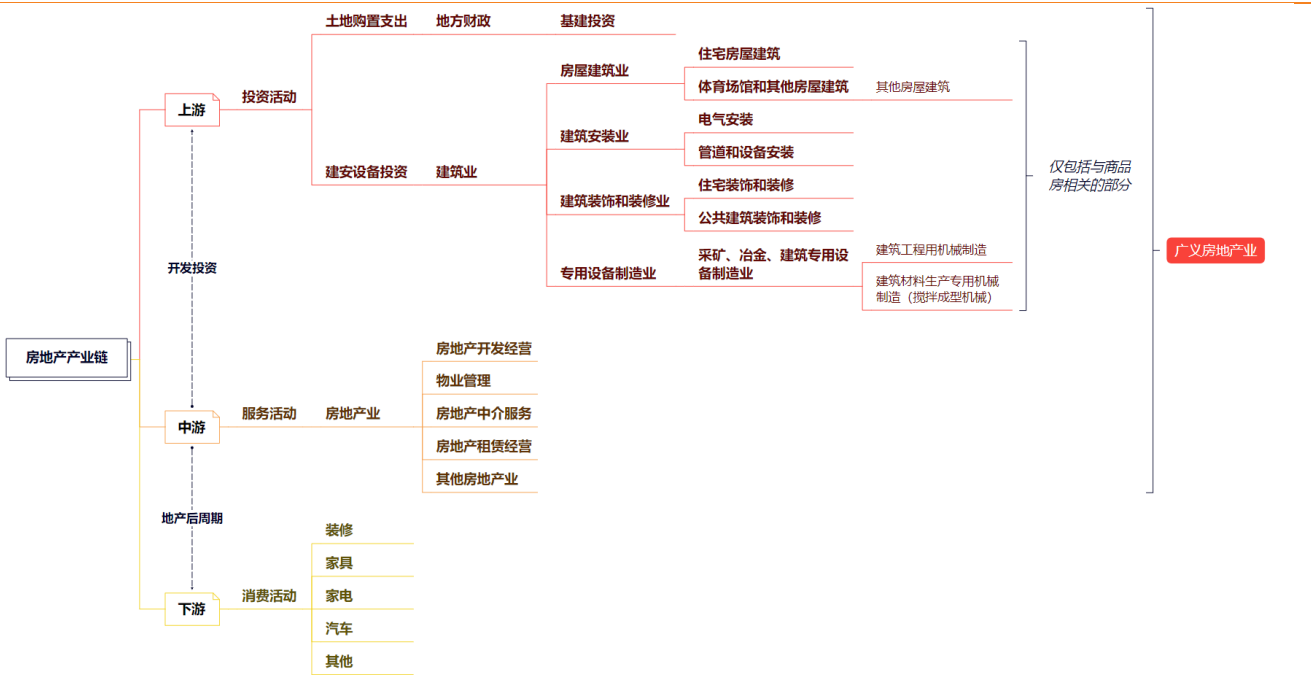 房地产产业链
上游
投资活动
土地购置支出
地方财政
基建投资
建安设备投资
建筑业
房屋建筑业
住宅房屋建筑
体育场馆和其他房屋建筑
其他房屋建筑
建筑安装业
电气安装
管道和设备安装
建筑装饰和装修业
住宅装饰和装修
公共建筑装饰和装修
专用设备制造业
采矿、冶金、建筑专用设
备制造业
建筑工程用机械制造
建筑材料生产专用机械
制造（搅拌成型机械）
仅包括与商品
房相关的部分
广义房地产业
开发投资
中游
服务活动
房地产业
房地产开发经营
物业管理
房地产中介服务
房地产租赁经营
其他房地产业
地产后周期
下游
消费活动
装修
家具
家电
汽车
其他